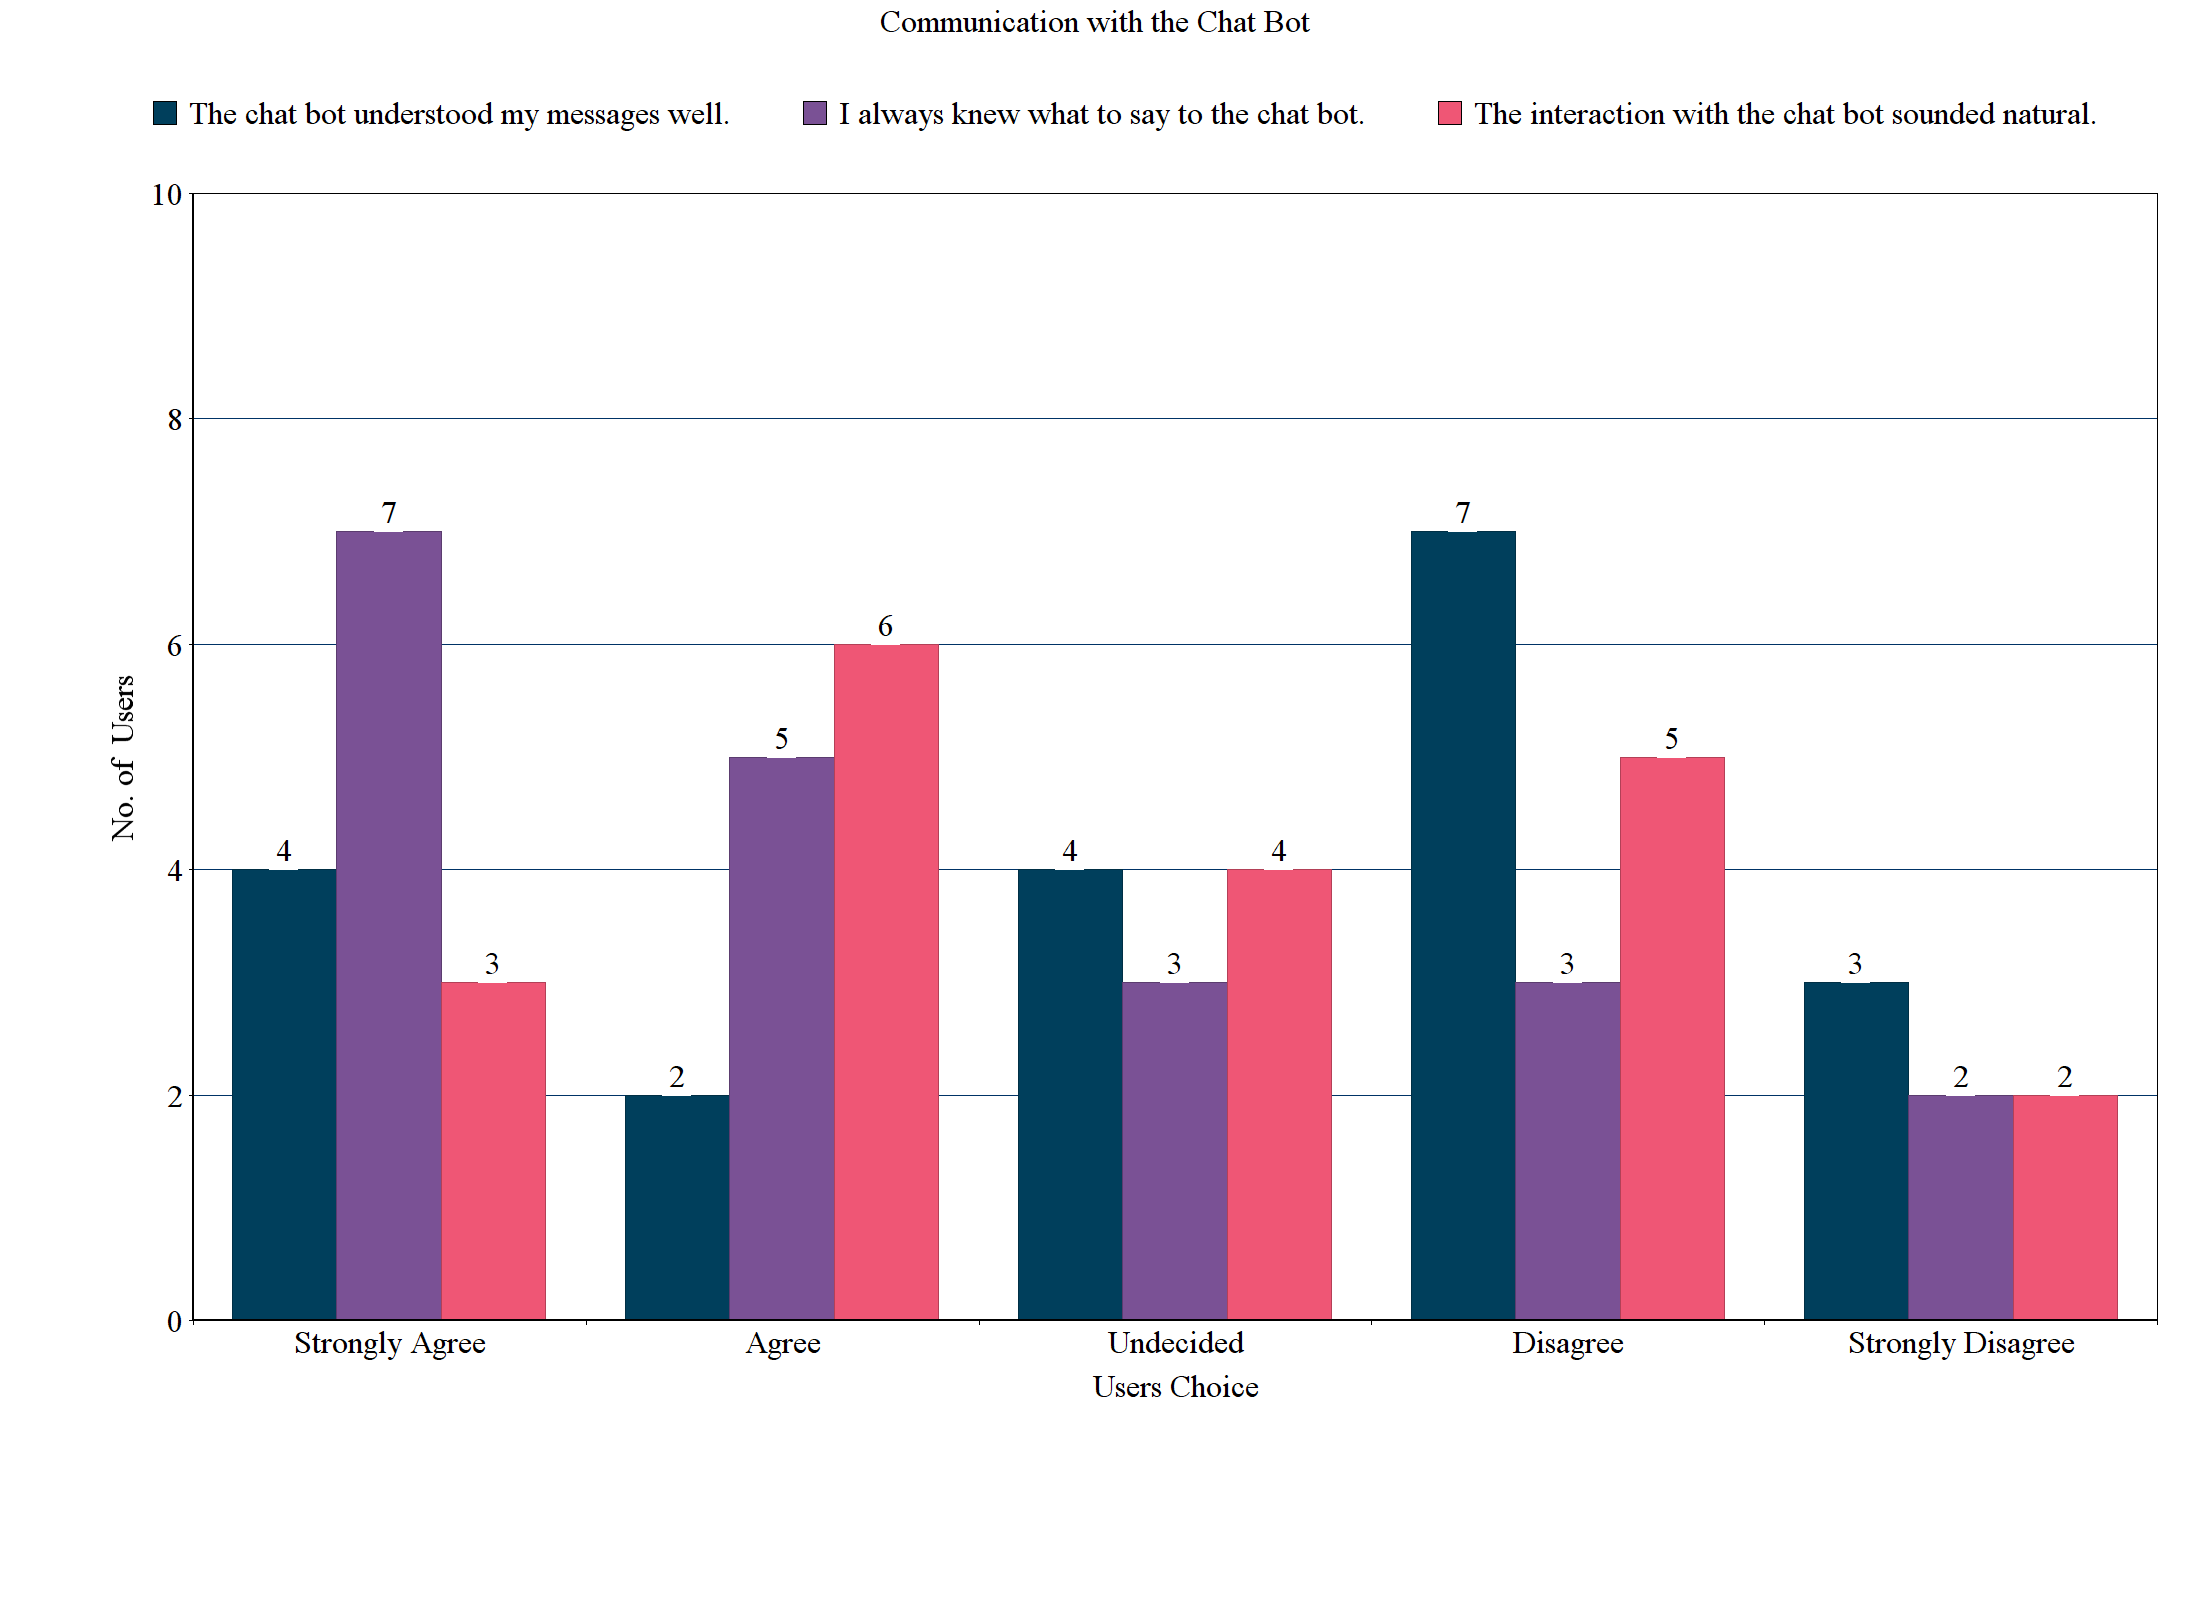 Communication with the Chat Bot
The chat bot understood my messages well. I always knew what to say to the chat bot. The interaction with the chat bot sounded natural.
10
8
6
4
2
0
No. of Users
4 7 3
2 5 6
4 3 4
7 3 5
3 2 2
Strongly Agree Agree Undecided Disagree Strongly Disagree
Users Choice